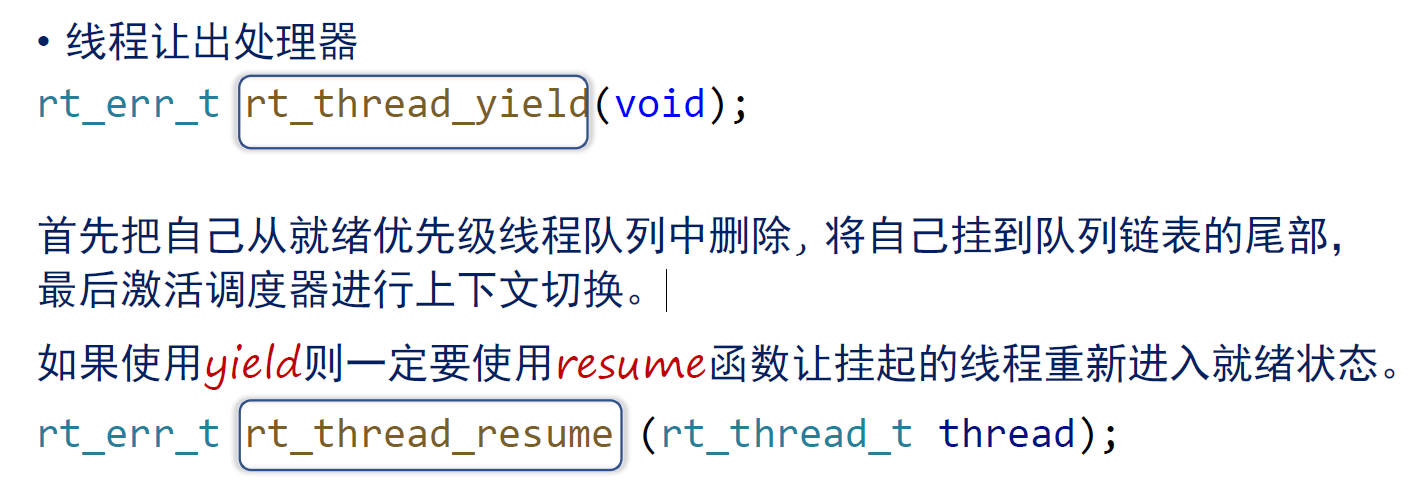 • 线程让出处理器
rt_err_t rt_thread_yield(void);
首先把自己从就绪优先级线程队列中删除, 将自己挂到队列链表的尾部，
最后激活调度器进行上下文切换。
如果使用yield则一定要使用resume函数让挂起的线程重新进入就绪状态。
rt_err_t rt_thread_resume (rt_thread_t thread);